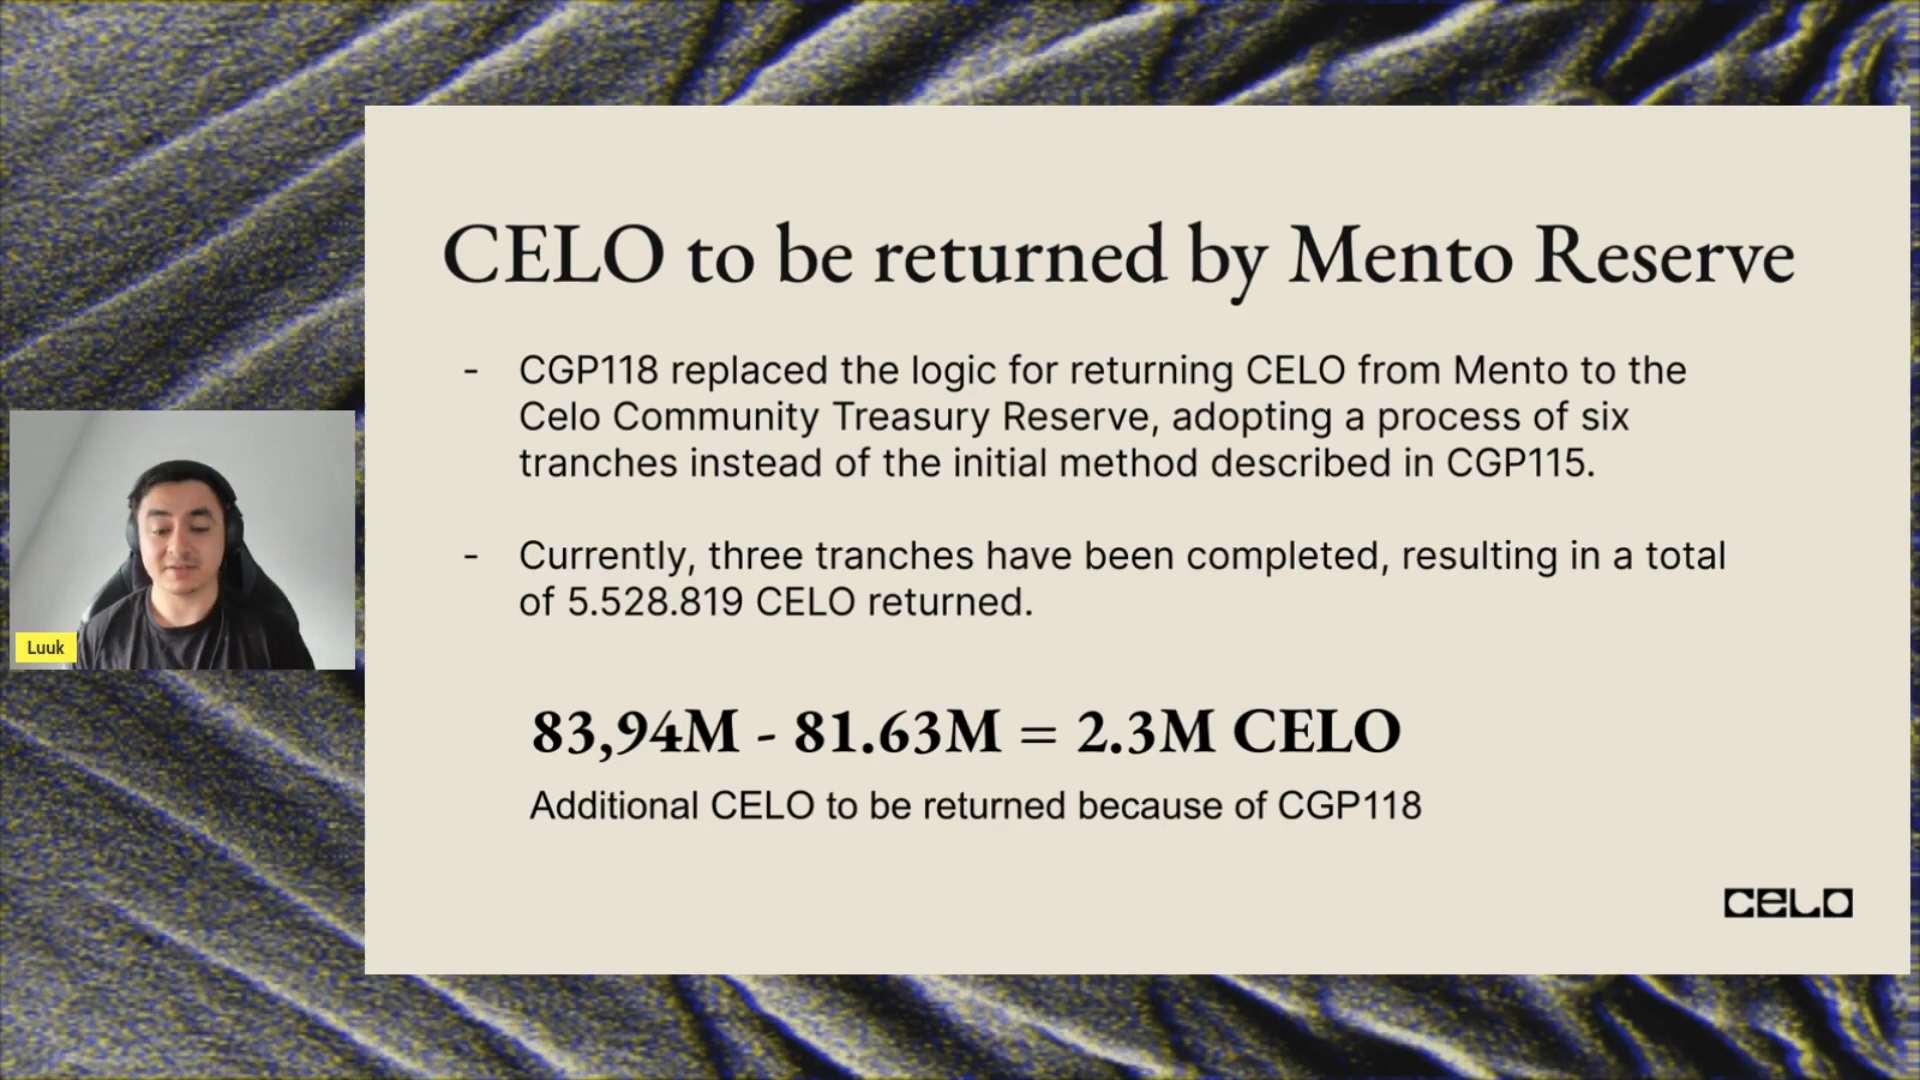 CELO to be returned by Mento Reserve
- CGP118 replaced the logic for returning CELO from Mento to the
Celo Community Treasury Reserve, adopting a process of six
tranches instead of the initial method described in CGP115.
- Currently, three tranches have been completed, resulting in a total
of 5.528.819 CELO returned.
Luuk
83,94M - 81.63M = 2.3M CELO
Additional CELO to be returned because of CGP118
CELO